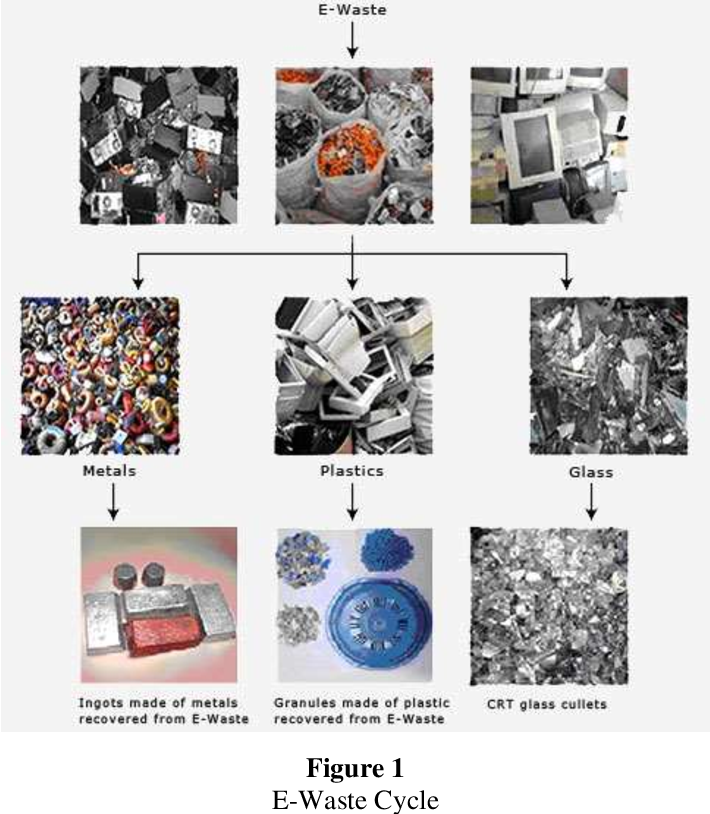 E-Waste
Metals
Plastics
Glass
Ingots made of metals
recovered from E-Waste
Granules made of plastic
recovered from E-Waste
CRT glass cullets
Figure 1
E-Waste Cycle